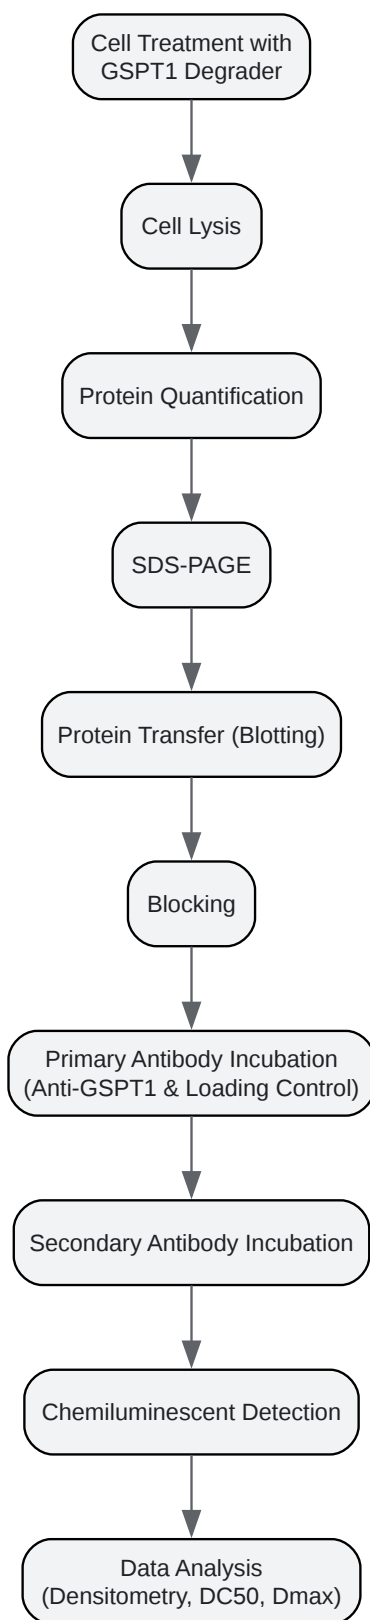 Cell Treatment with
GSPT1 Degrader
Cell Lysis
Protein Quantification
SDS-PAGE
Protein Transfer (Blotting)
Blocking
Primary Antibody Incubation
(Anti-GSPT1 & Loading Control)
Secondary Antibody Incubation
Chemiluminescent Detection
Data Analysis
(Densitometry, DC50, Dmax)